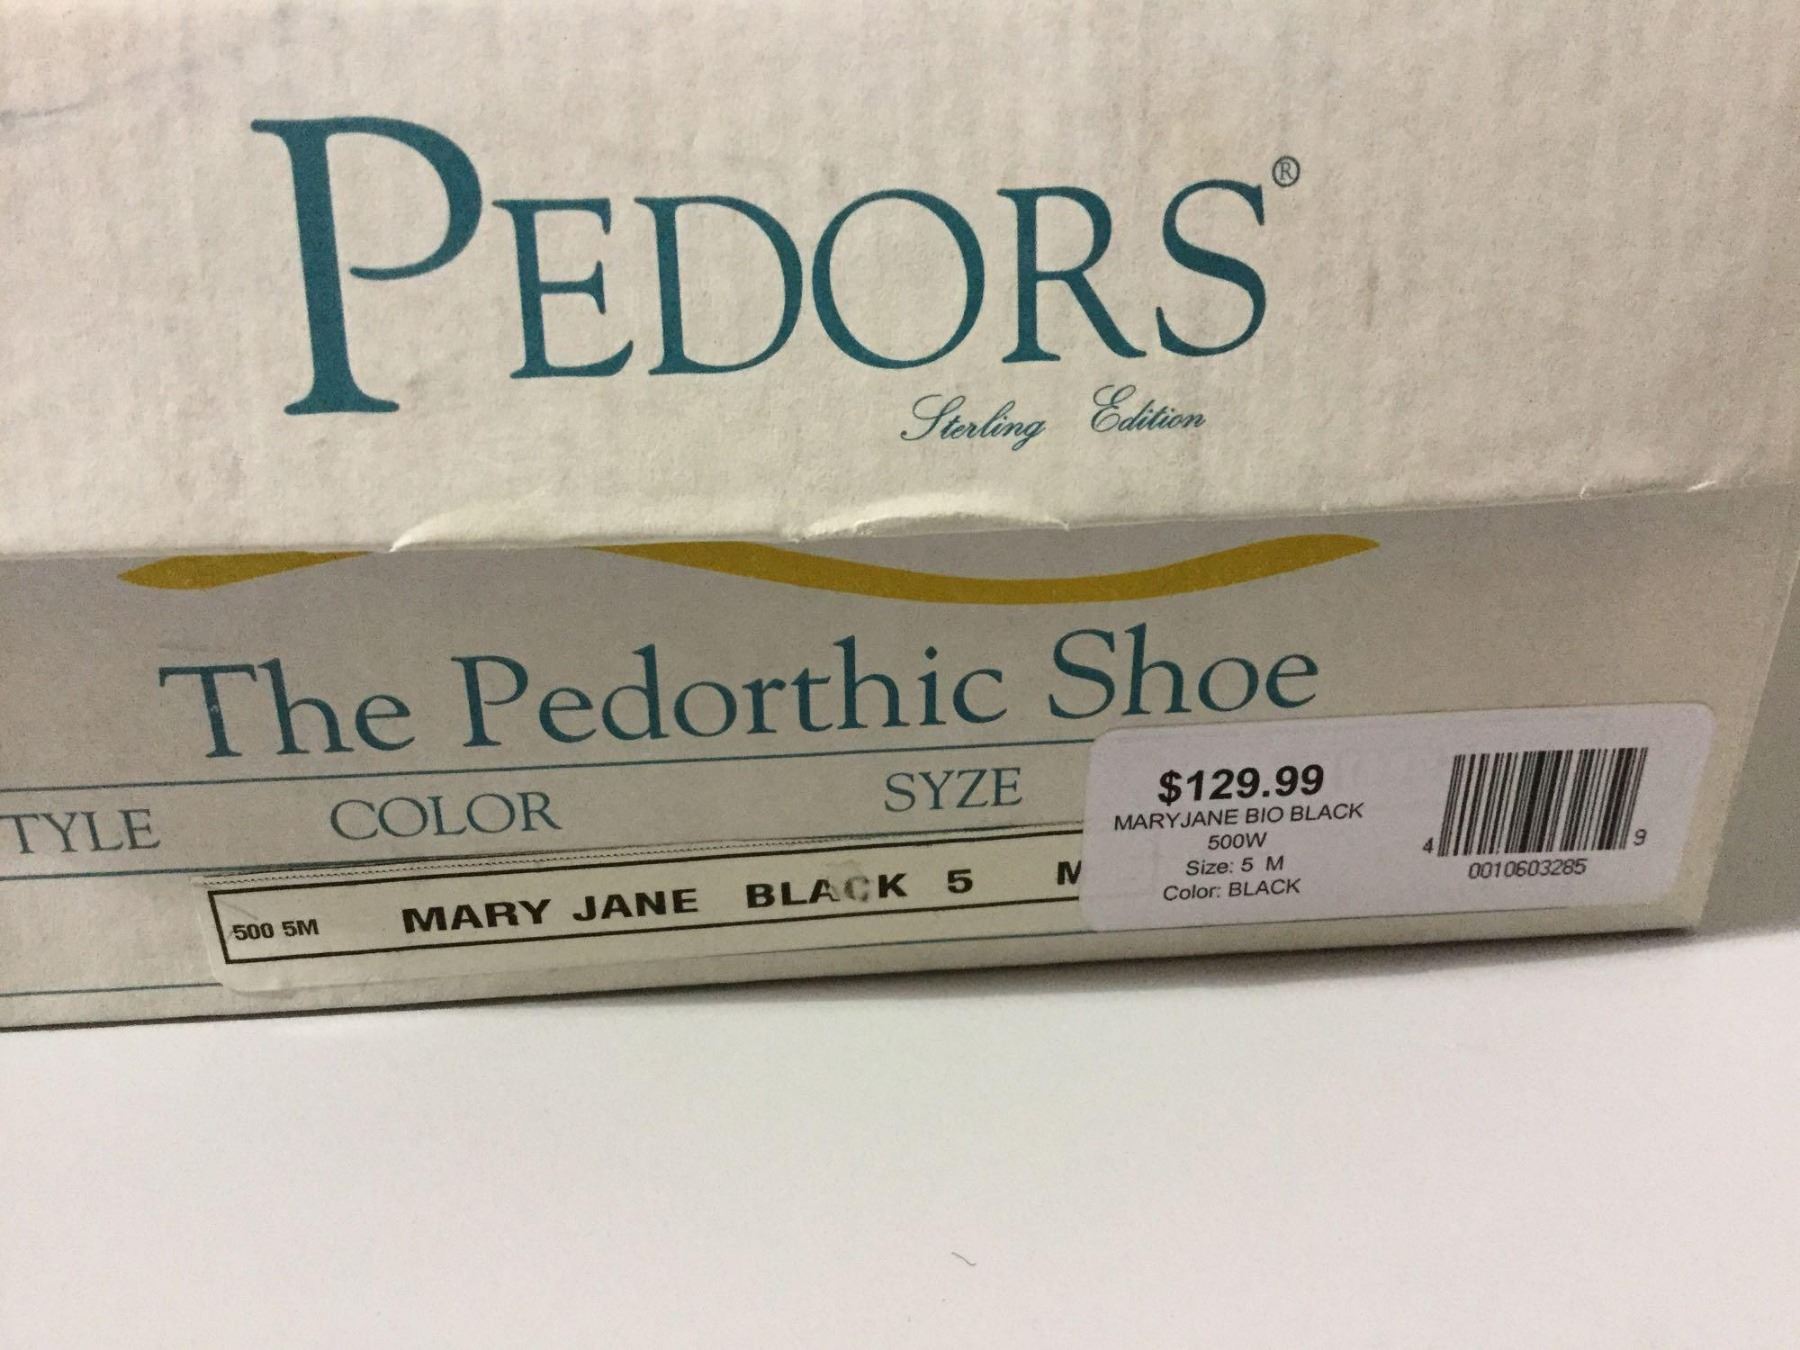 PEDORS®
Sterling Edition
The Pedorthic Shoe
TYLE COLOR SYZE
500 5M MARY JANE BLACK 5 M
$129.99
MARYJANE BIO BLACK
500W
Size: 5 M
Color: BLACK
4 9
0010603285